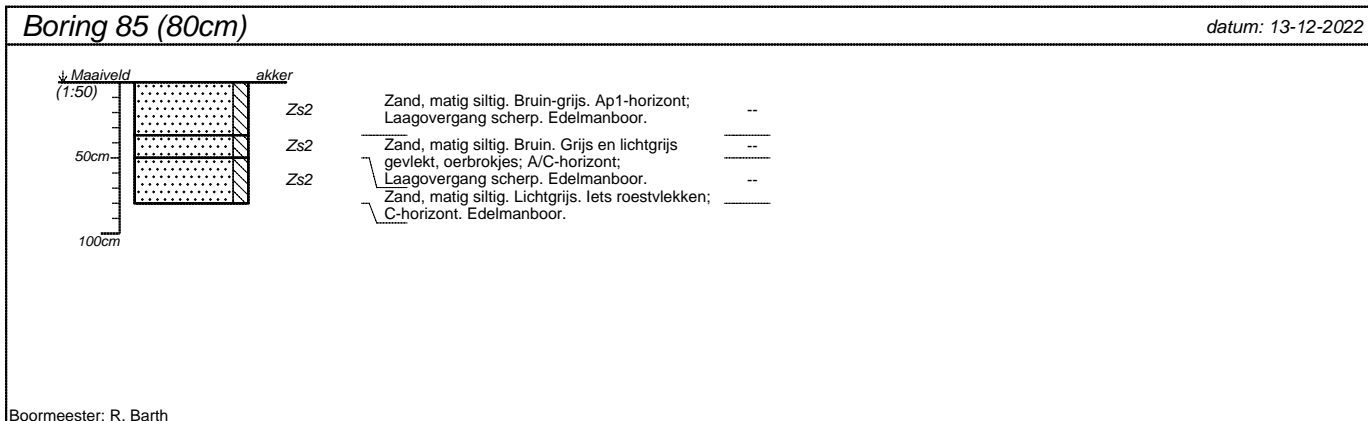 Boring 85 (80cm)
datum: 13-12-2022
Maaiveld
akker
(1:50)
Zs2
Zand, matig siltig. Bruin-grijs. Ap1-horizont;
Laagovergang scherp. Edelmanboor.
--
50cm
Zs2
Zand, matig siltig. Bruin. Grijs en lichtgrijs
gevlekt, oerbrokjes; A/C-horizont;
Laagovergang scherp. Edelmanboor.
--
Zs2
Zand, matig siltig. Lichtgrijs. Iets roestvlekken;
C-horizont. Edelmanboor.
--
100cm
Boormeester: R. Barth